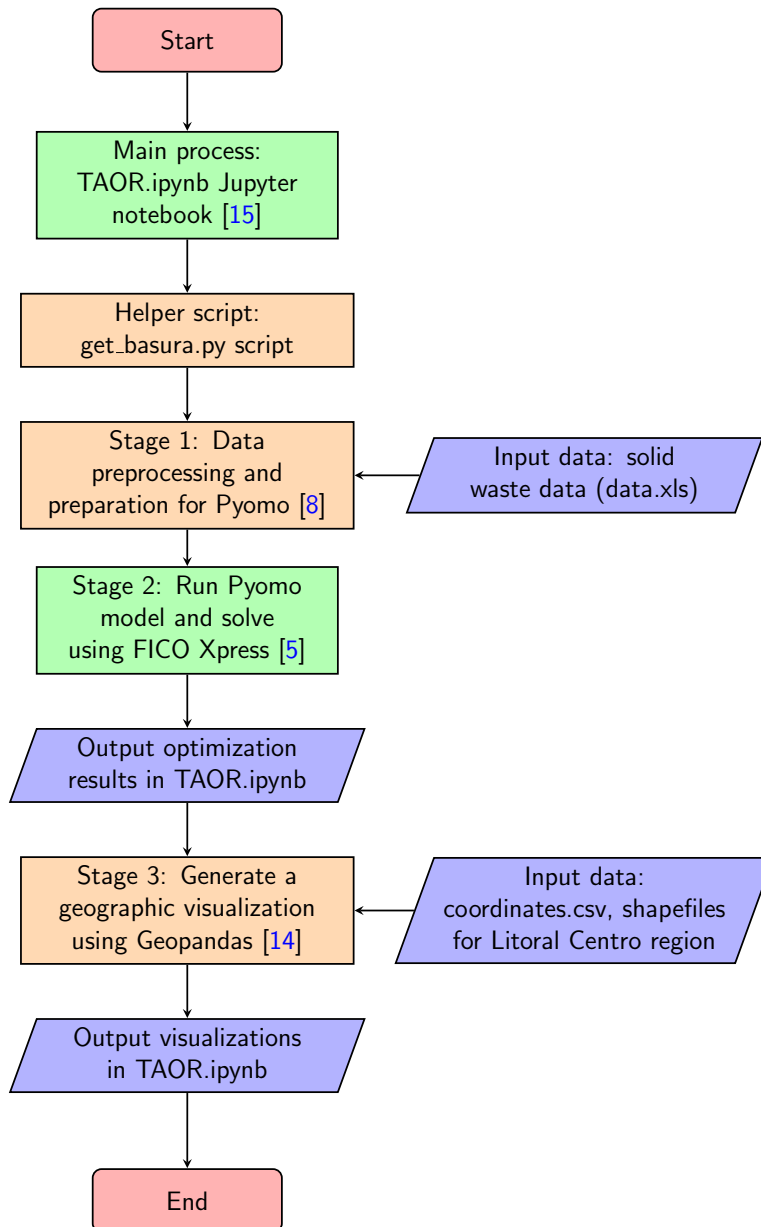 Start
Main process:
TAOR.ipynb Jupyter
notebook [15]
Helper script:
get_basura.py script
Stage 1: Data
preprocessing and
preparation for Pyomo [8]
Input data: solid
waste data (data.xls)
Stage 2: Run Pyomo
model and solve
using FICO Xpress [5]
Output optimization
results in TAOR.ipynb
Stage 3: Generate a
geographic visualization
using Geopandas [14]
Input data:
coordinates.csv, shapefiles
for Litoral Centro region
Output visualizations
in TAOR.ipynb
End